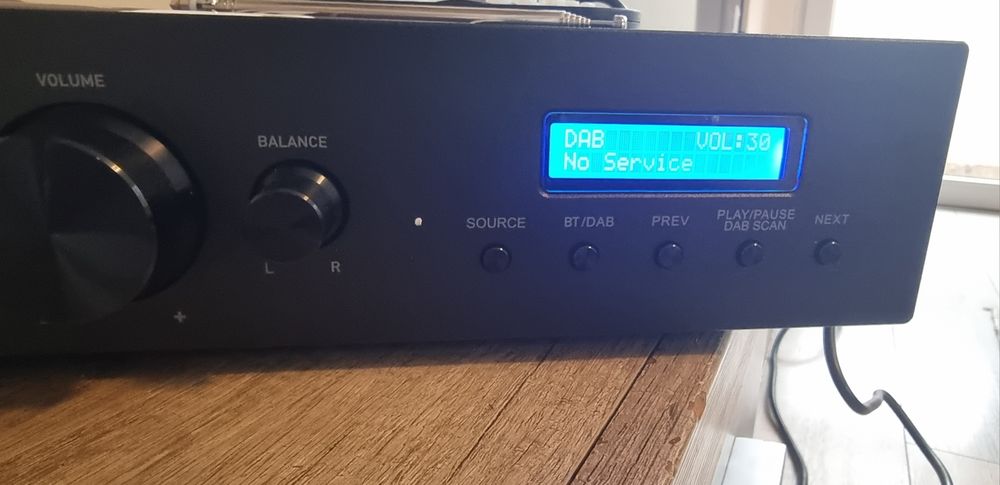 VOLUME
+
BALANCE
L R
DAB VOL:30
No Service
SOURCE
BT/DAB
PREV
PLAY/PAUSE
DAB SCAN
NEXT